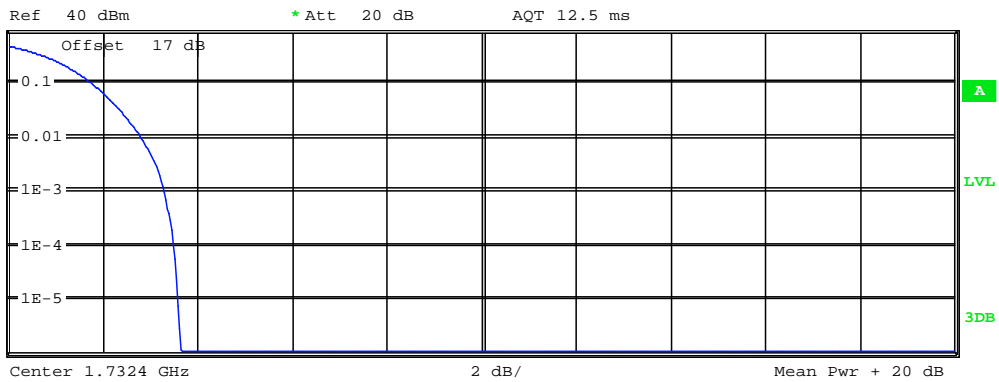 Ref 40 dBm * Att 20 dB AQT 12.5 ms
Offset 17 dB
0.1
A
0.01
1E-3
LVL
1E-4
1E-5
3DB
Center 1.7324 GHz 2 dB/ Mean Pwr + 20 dB